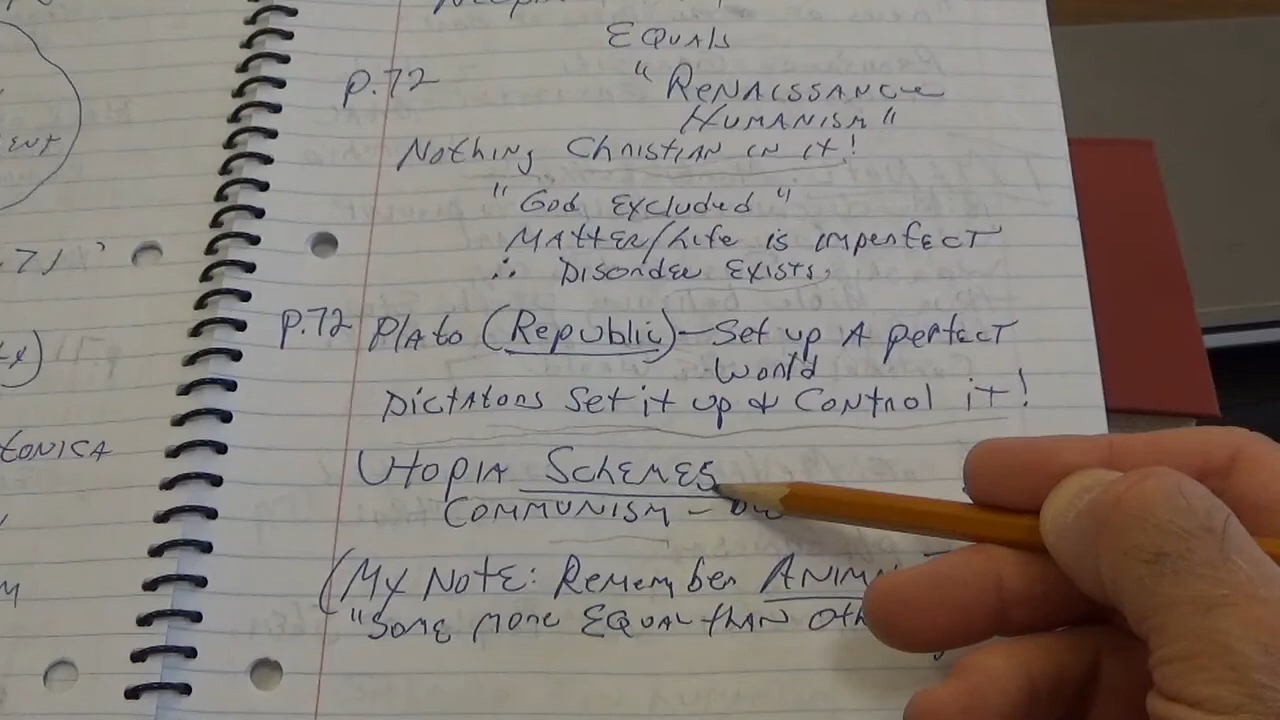 EQUALS
p.72 "RENAISSANCE
HUMANISM"
Nothing Christian in it!
"God Excluded"
Matter/Life is imperfect
∴ Disorder exists,
p.72 Plato (Republic) — Set up A perfect
World
Dictators Set it up & Control it!
Utopia Schemes
Communism -
(My Note: Remember
"Some more Equal than
ENT
TONICA